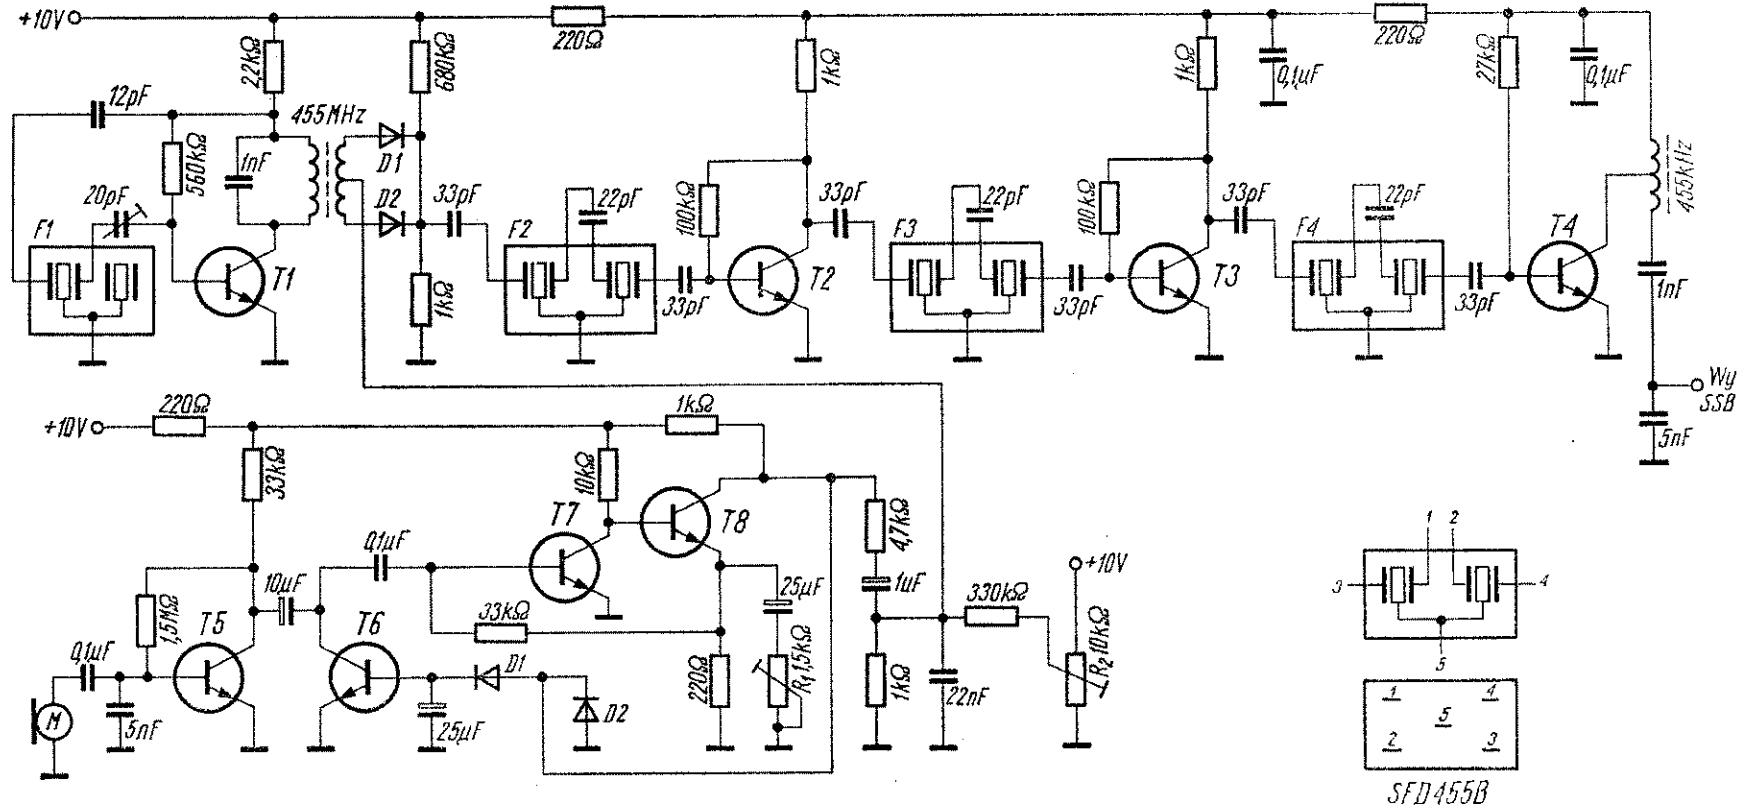 +10V
220Ω
220Ω
2,2kΩ
680kΩ
1kΩ
1kΩ
0,1µF
27kΩ
0,1µF
12pF
455MHz
560kΩ
1nF
D1
455kHz
20pF
D2
33pF
22pF
100kΩ
33pF
22pF
100kΩ
33pF
22pF
F1
F2
F3
F4
T4
T1
T2
T3
1kΩ
33pF
33pF
33pF
1nF
Wy
SSB
5nF
+10V
220Ω
1kΩ
33kΩ
10kΩ
T7
T8
4,7kΩ
0,1µF
10µF
1µF
+10V
25µF
330kΩ
1,5MΩ
T5
T6
33kΩ
0,1µF
D1
220Ω
R₁ 1,5kΩ
1kΩ
22nF
R₂ 10kΩ
M
5nF
25µF
D2
1 2
3 4
5
1 4
5
2 3
SFD455B